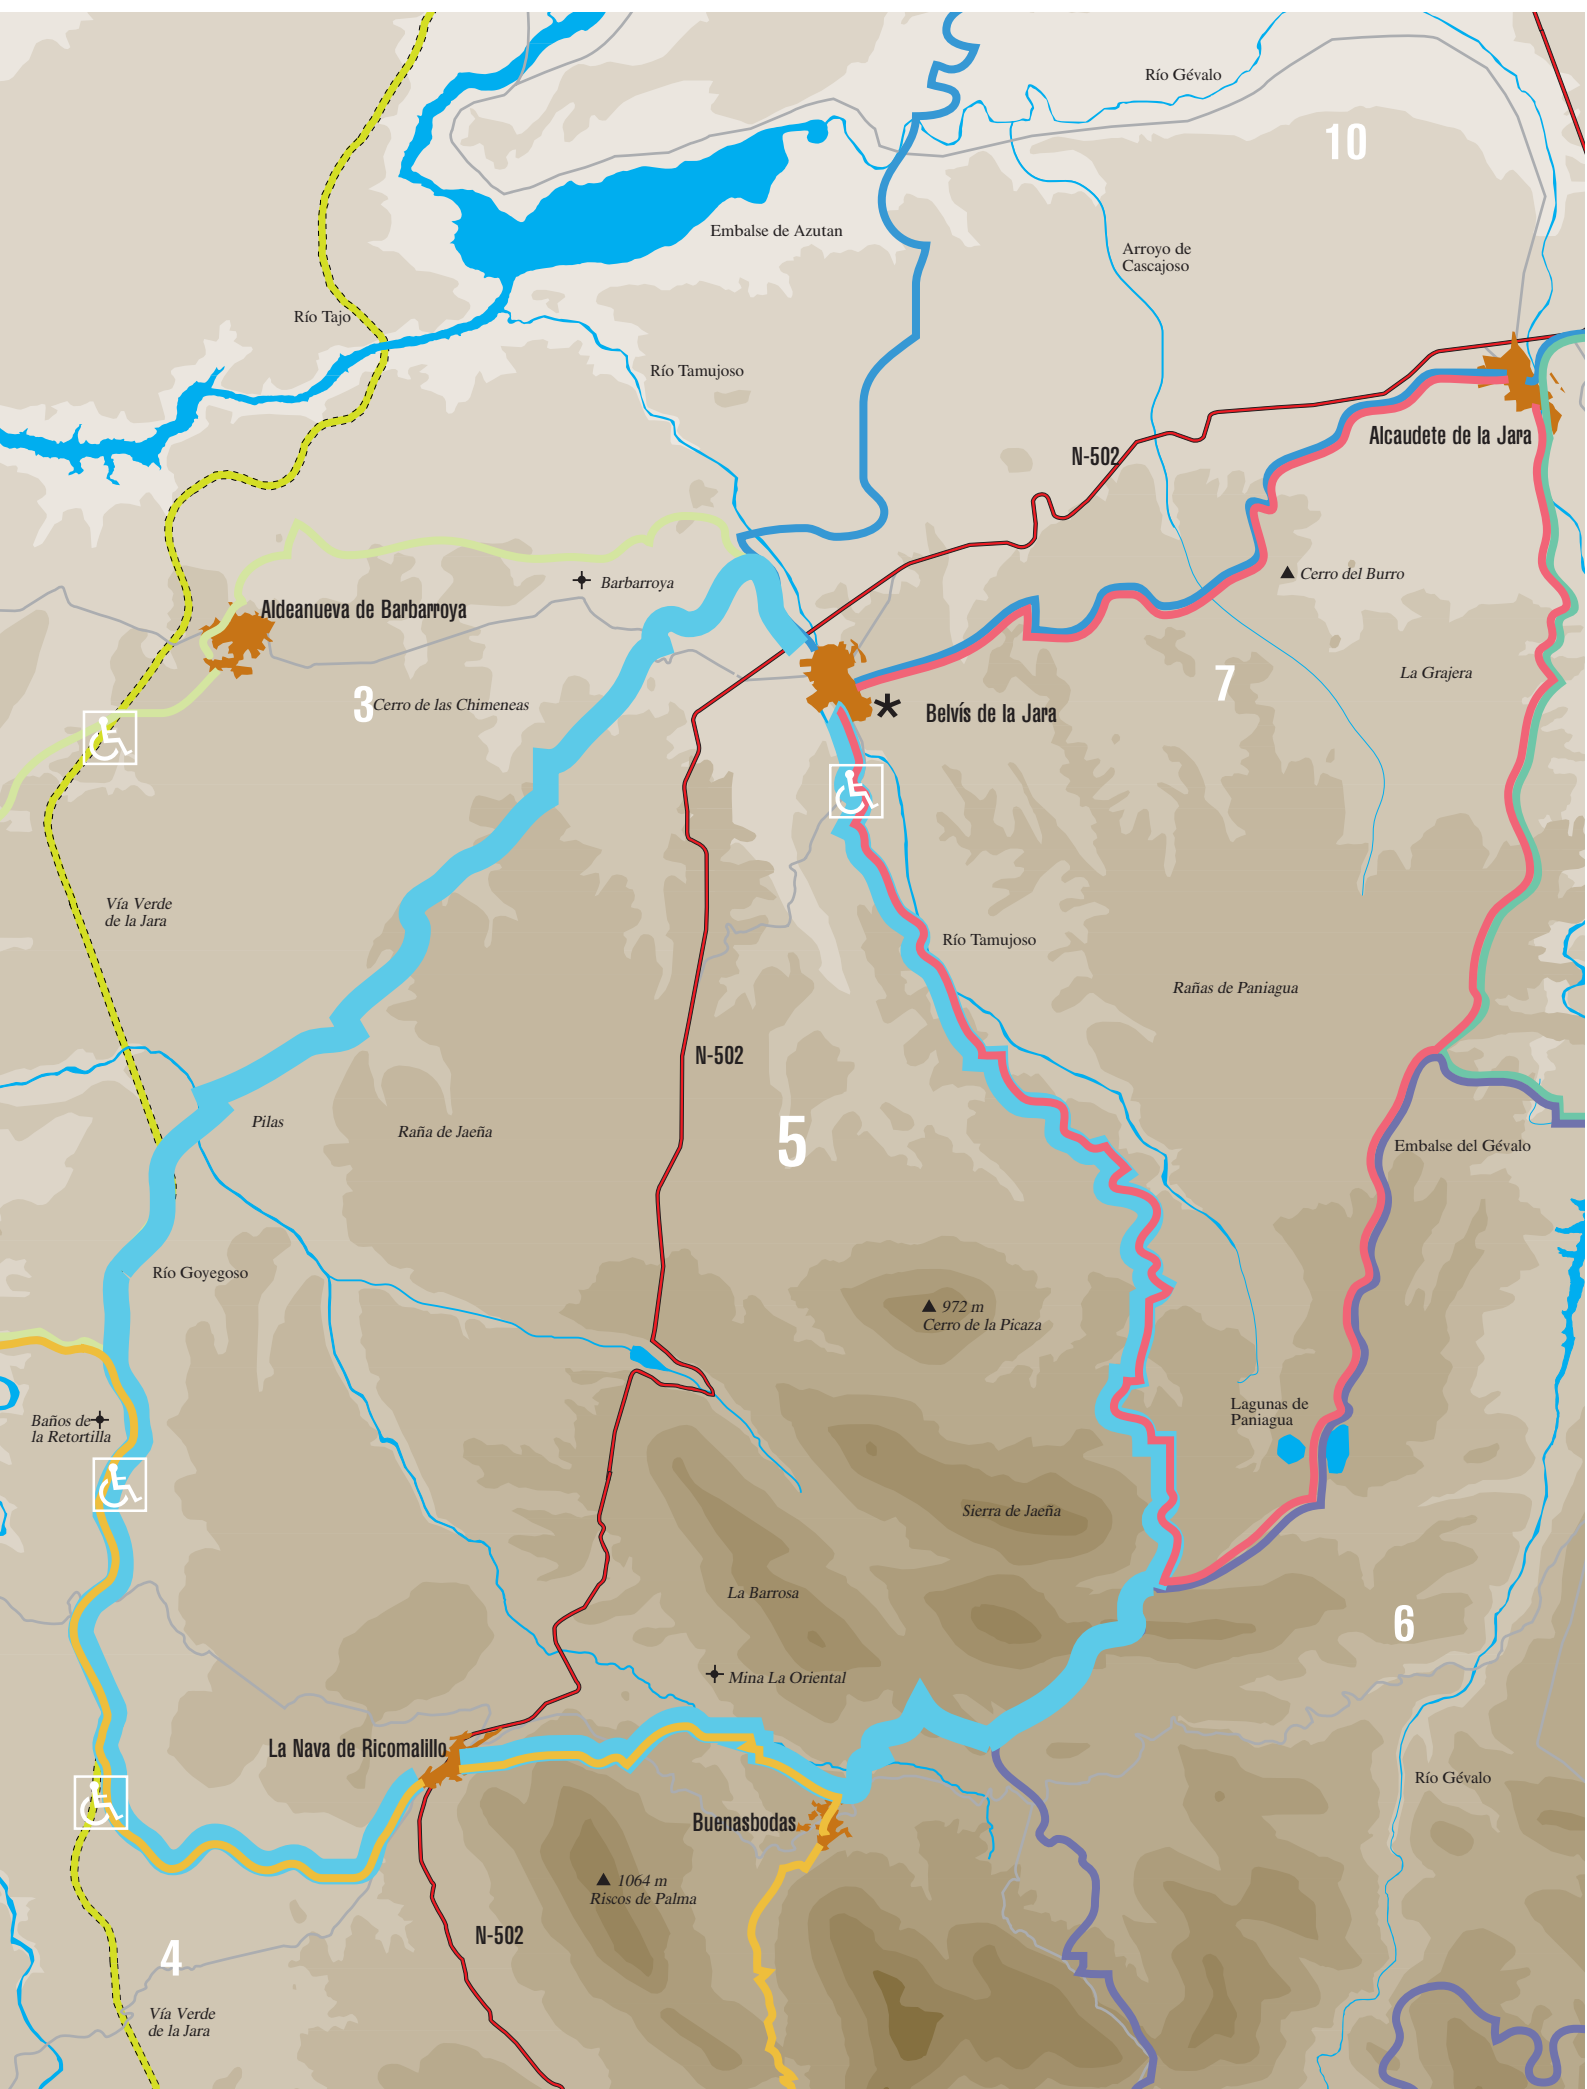 Río Gévalo
10
Embalse de Azutan
Arroyo de
Cascajoso
Río Tajo
Río Tamujoso
Alcaudete de la Jara
N-502
Cerro del Burro
Barbarroya
Aldeanueva de Barbarroya
La Grajera
7
3
Cerro de las Chimeneas
*
Belvís de la Jara
Vía Verde
de la Jara
Río Tamujoso
Rañas de Paniagua
N-502
Pilas
Raña de Jaeña
5
Embalse del Gévalo
Río Goyegoso
972 m
Cerro de la Picaza
Lagunas de
Paniagua
Baños de
la Retortilla
Sierra de Jaeña
La Barrosa
6
Mina La Oriental
La Nava de Ricomalillo
Río Gévalo
Buenasbodas
1064 m
Riscos de Palma
N-502
4
Vía Verde
de la Jara